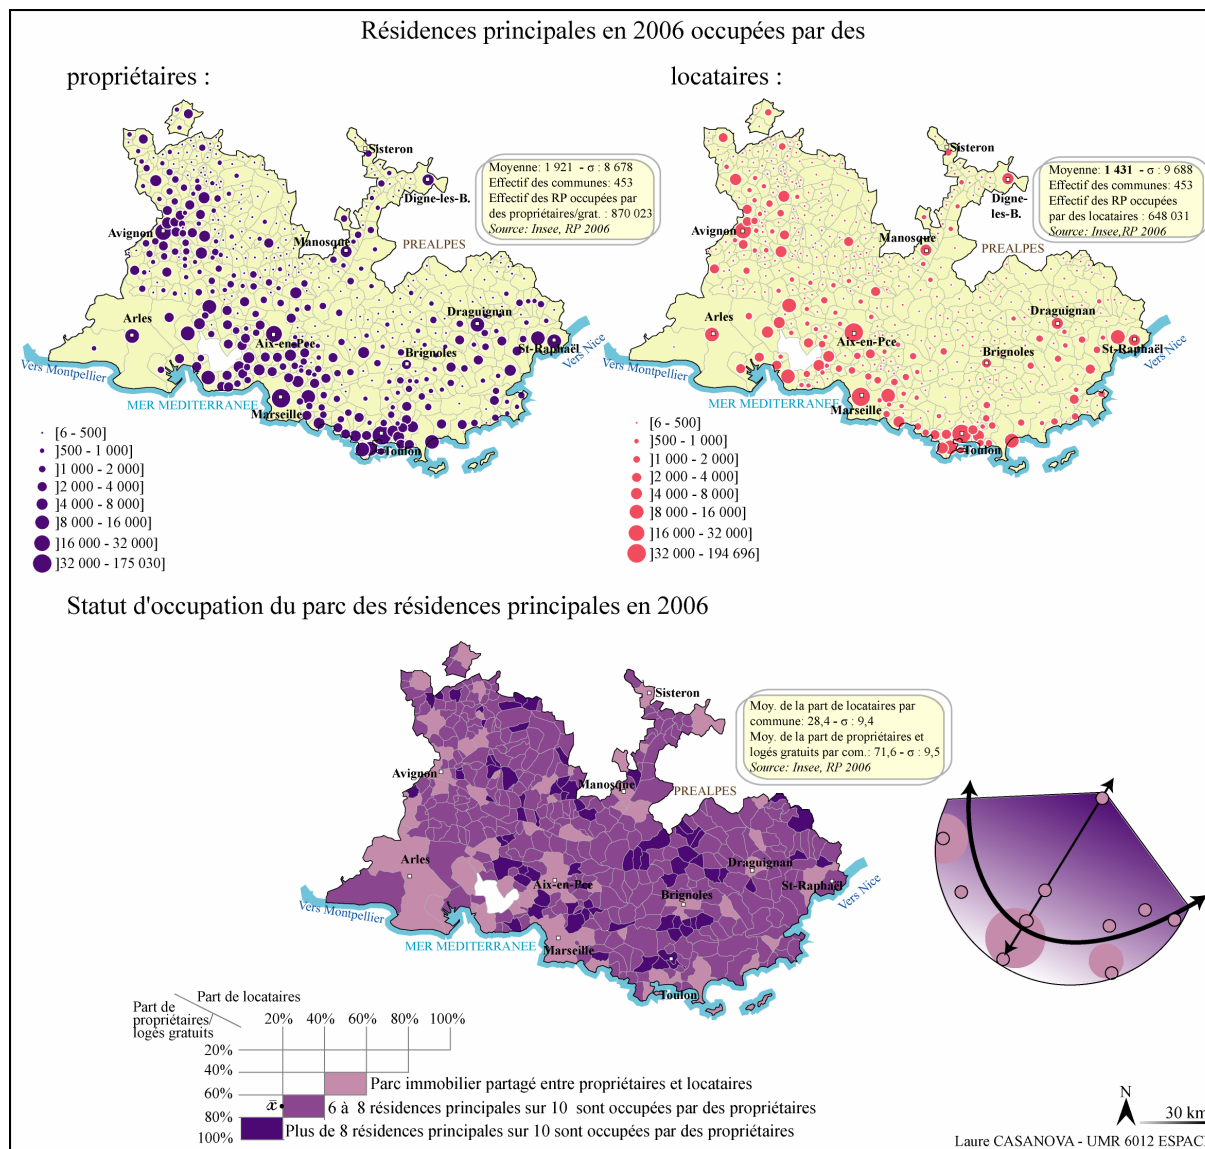 Résidences principales en 2006 occupées par des
propriétaires :
Sisteron
Digne-les-B.
Avignon
Manosque
PREALPES
Arles
Draguignan
Aix-en-Pce
St-Raphaël
Brignoles
Vers Montpellier
Vers Nice
MER MEDITERRANEE
Marseille
Toulon
Moyenne: 1 921 - σ : 8 678
Effectif des communes: 453
Effectif des RP occupées par
des propriétaires/grat. : 870 023
Source: Insee, RP 2006
[6 - 500]
]500 - 1 000]
]1 000 - 2 000]
]2 000 - 4 000]
]4 000 - 8 000]
]8 000 - 16 000]
]16 000 - 32 000]
]32 000 - 175 030]
locataires :
Sisteron
Digne-
les-B.
Avignon
Manosque
PREALPES
Arles
Draguignan
Aix-en-Pce
St-Raphaël
Brignoles
Vers Montpellier
Vers Nice
MER MEDITERRANEE
Marseille
Toulon
Moyenne: 1 431 - σ : 9 688
Effectif des communes: 453
Effectif des RP occupées
par des locataires : 648 031
Source: Insee,RP 2006
[6 - 500]
]500 - 1 000]
]1 000 - 2 000]
]2 000 - 4 000]
]4 000 - 8 000]
]8 000 - 16 000]
]16 000 - 32 000]
]32 000 - 194 696]
Statut d'occupation du parc des résidences principales en 2006
Sisteron
Avignon
Manosque
PREALPES
Arles
Draguignan
Aix-en-Pce
St-Raphaël
Brignoles
Vers Montpellier
Vers Nice
MER MEDITERRANEE
Marseille
Toulon
Moy. de la part de locataires par
commune: 28,4 - σ : 9,4
Moy. de la part de propriétaires et
logés gratuits par com.: 71,6 - σ : 9,5
Source: Insee, RP 2006
Part de locataires
Part de
propriétaires/
logés gratuits
20% 40% 60% 80% 100%
20%
40%
60%
80%
100%
x̄
Parc immobilier partagé entre propriétaires et locataires
6 à 8 résidences principales sur 10 sont occupées par des propriétaires
Plus de 8 résidences principales sur 10 sont occupées par des propriétaires
N
30 km
Laure CASANOVA - UMR 6012 ESPACE